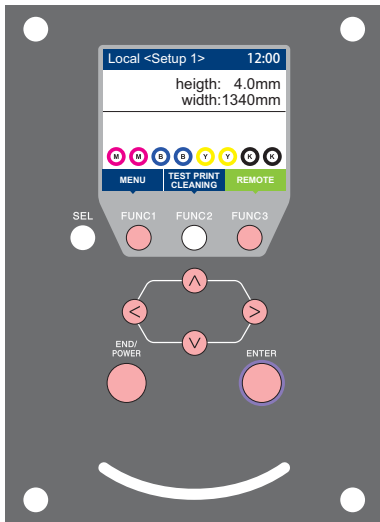 Local <Setup 1> 12:00
heigth: 4.0mm
width:1340mm
M M B B Y Y K K
MENU TEST PRINT CLEANING REMOTE
SEL FUNC1 FUNC2 FUNC3
END/
POWER
ENTER